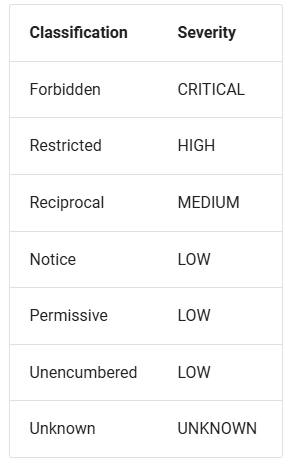 Classification Severity
Forbidden CRITICAL
Restricted HIGH
Reciprocal MEDIUM
Notice LOW
Permissive LOW
Unencumbered LOW
Unknown UNKNOWN